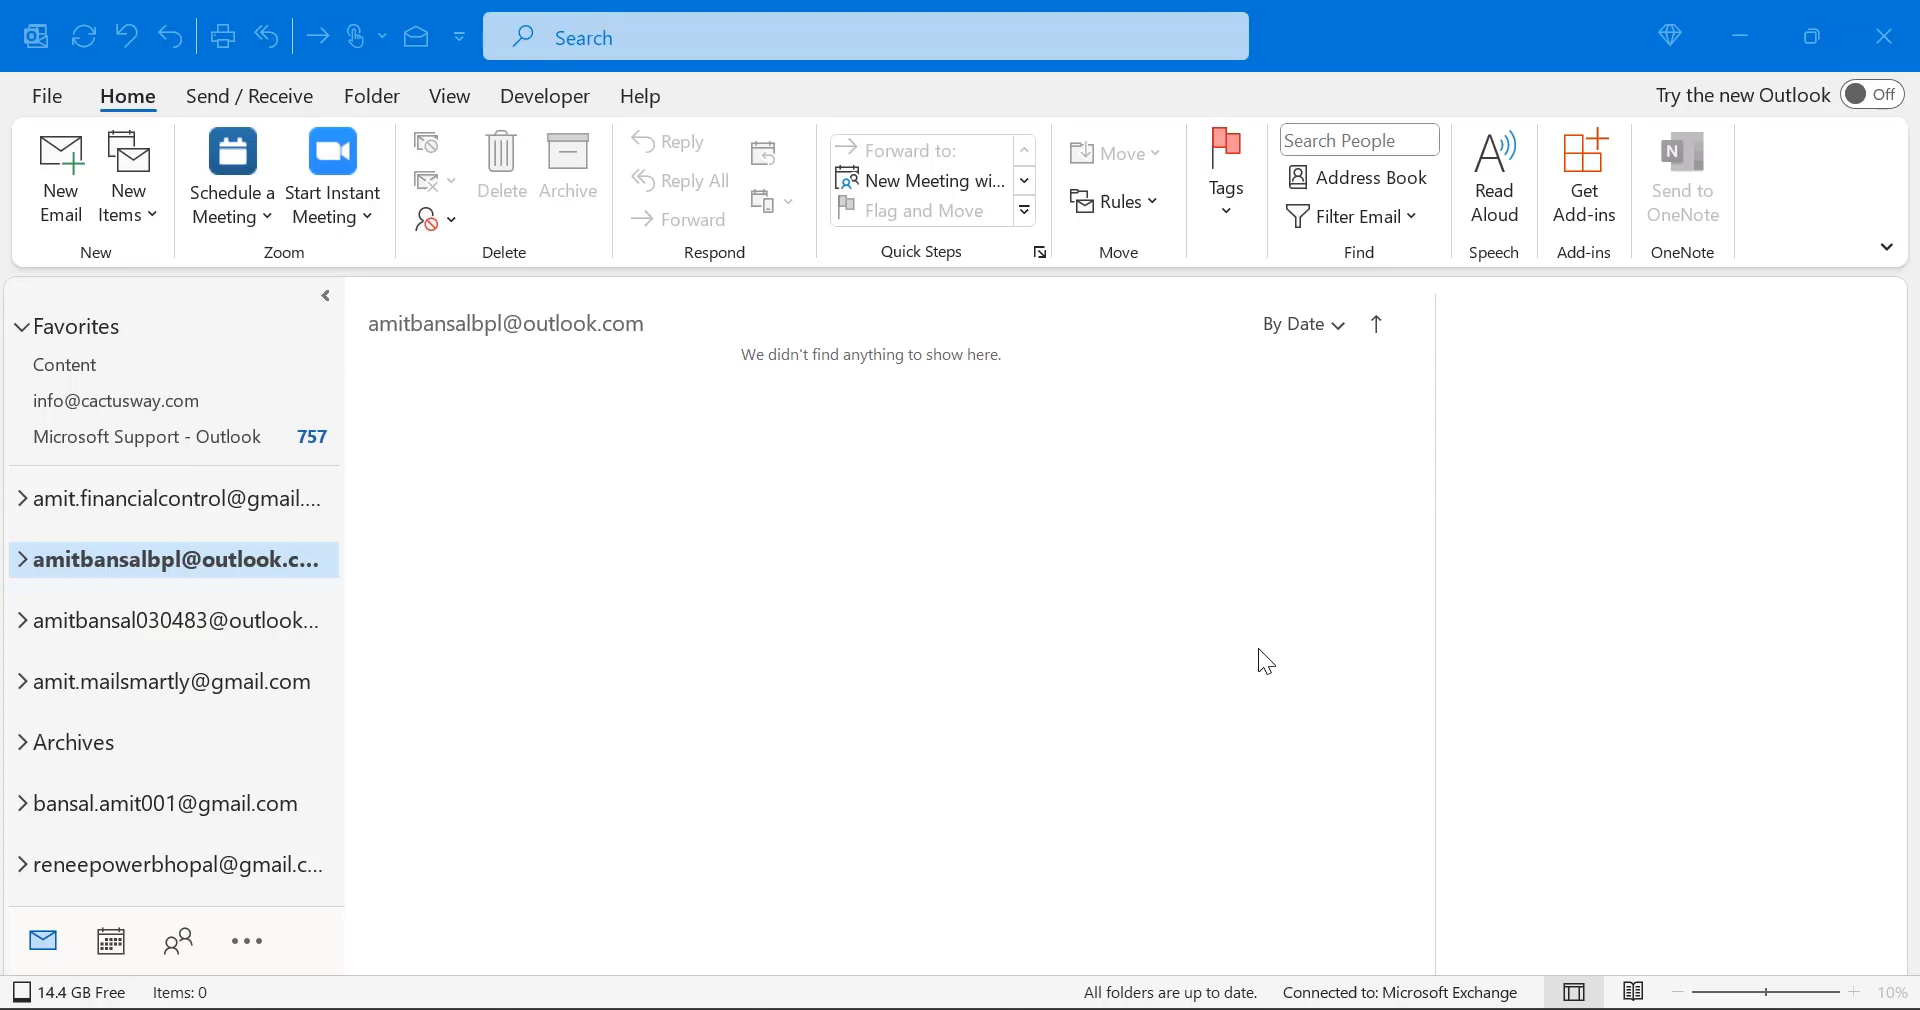 Search
File Home Send / Receive Folder View Developer Help
Try the new Outlook Off
New Email
New Items
New
Schedule a Meeting
Start Instant Meeting
Zoom
Delete
Archive
Delete
Reply
Reply All
Forward
Respond
Forward to:
New Meeting wi...
Flag and Move
Quick Steps
Move
Rules
Move
Tags
Search People
Address Book
Filter Email
Find
Read Aloud
Speech
Get Add-ins
Add-ins
N
Send to OneNote
OneNote
Favorites
Content
info@cactusway.com
Microsoft Support - Outlook 757
amit.financialcontrol@gmail....
amitbansalbpl@outlook.c...
amitbansal030483@outlook...
amit.mailsmartly@gmail.com
Archives
bansal.amit001@gmail.com
reneepowerbhopal@gmail.c...
amitbansalbpl@outlook.com
By Date
We didn't find anything to show here.
14.4 GB Free Items: 0
All folders are up to date. Connected to: Microsoft Exchange 10%